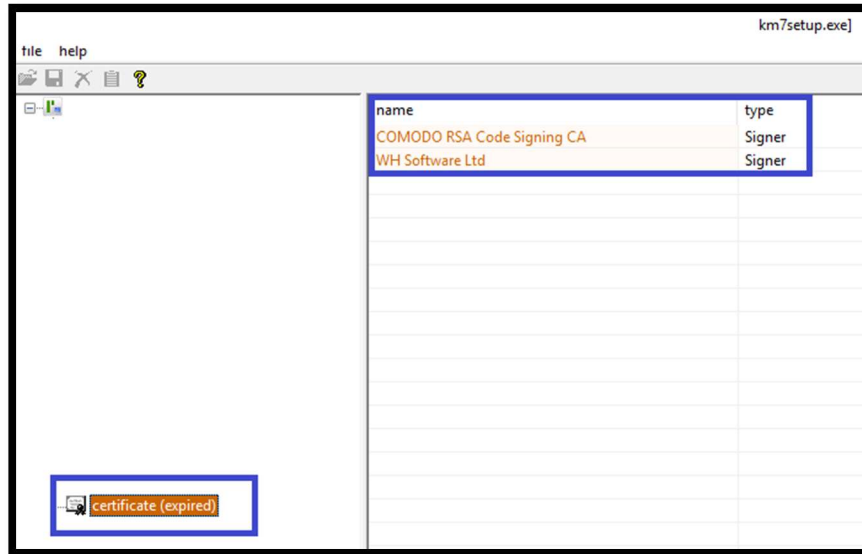 km7setup.exe]
file help
name type
COMODO RSA Code Signing CA Signer
WH Software Ltd Signer
certificate (expired)